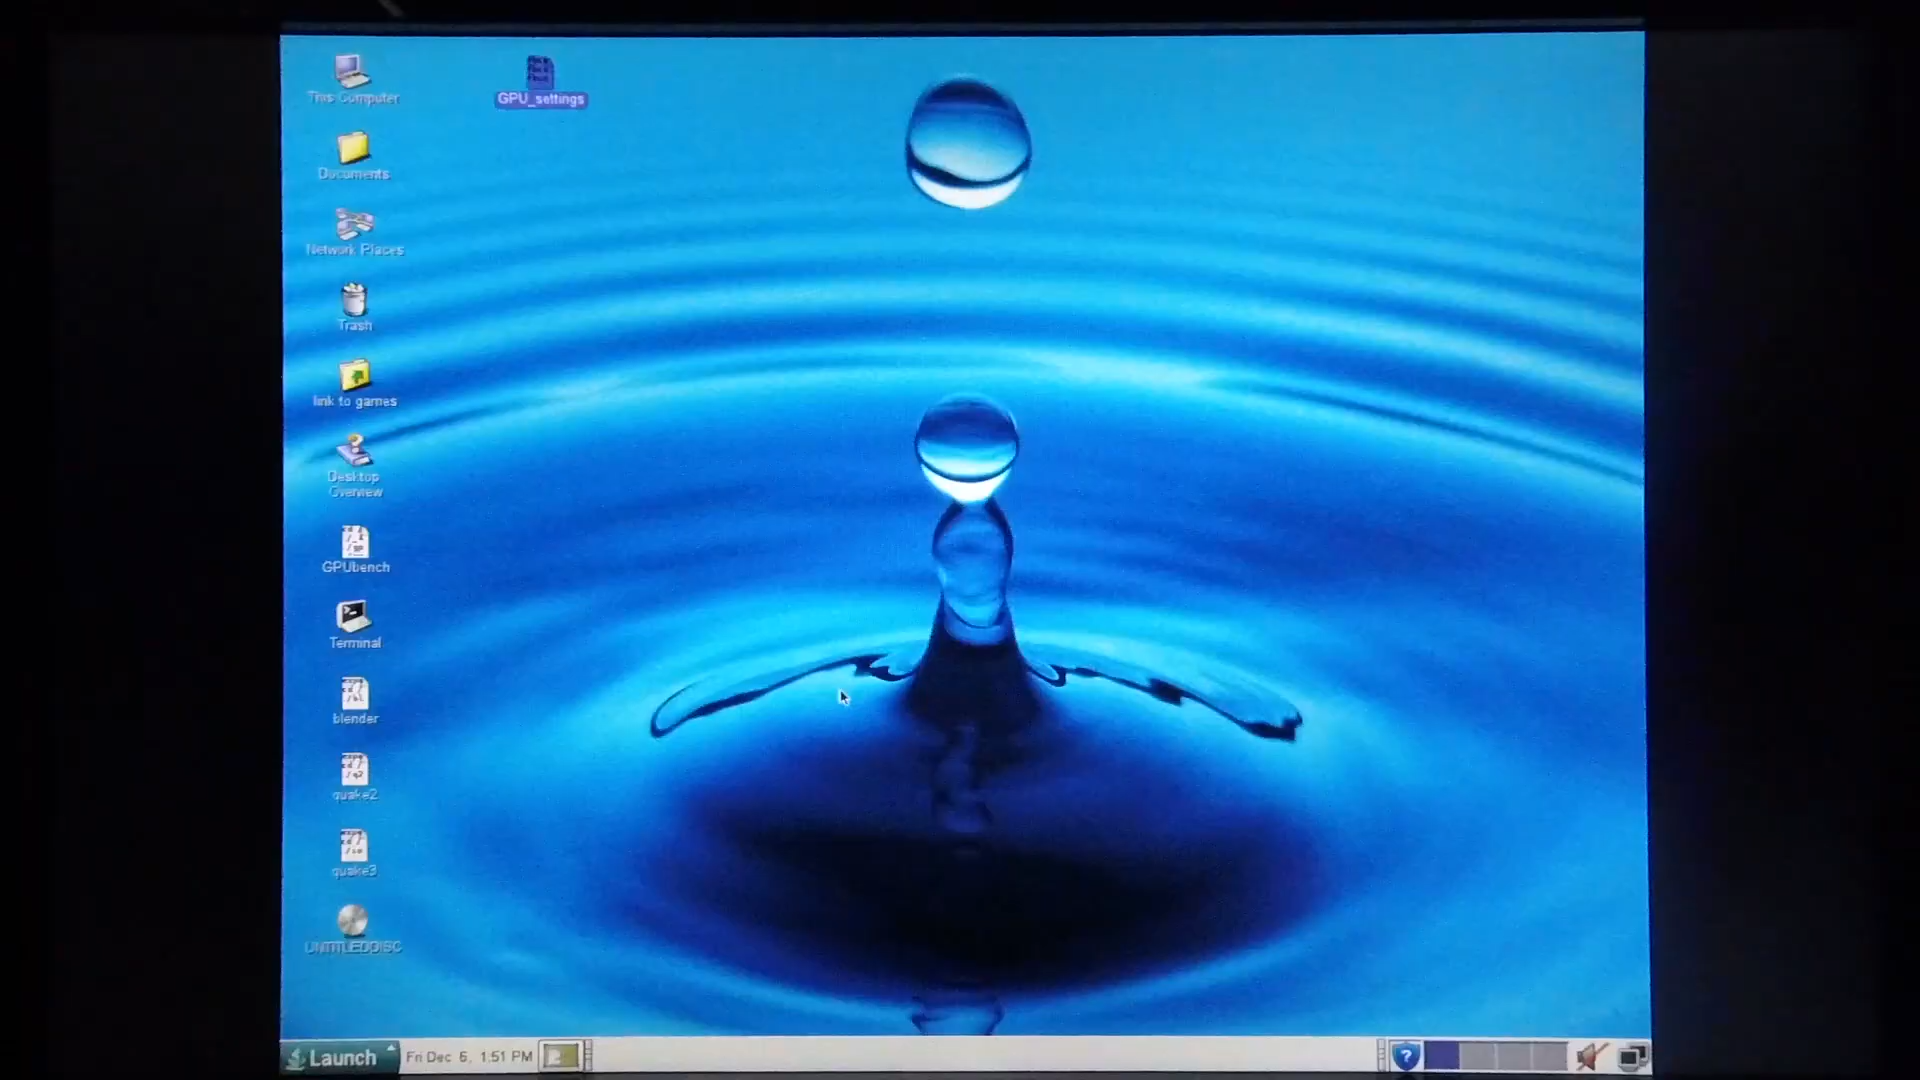 This Computer
GPU_settings
Documents
Network Places
Trash
link to games
Desktop
Overview
GPUbench
Terminal
blender
quake2
quake3
UNTITLEDDISC
Launch
Fri Dec 6, 1:51 PM